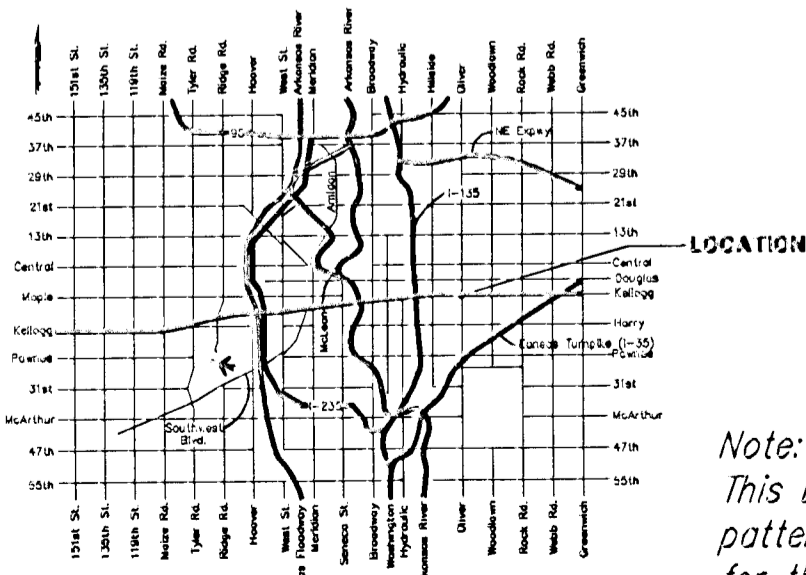 151st St.
135th St.
119th St.
Maize Rd.
Tyler Rd.
Ridge Rd.
Hoover
West St.
Arkansas River
Meridian
Arkansas River
Broadway
Hydraulic
Hillside
Oliver
Woodlawn
Rock Rd.
Webb Rd.
Greenwich
45th
37th
29th
21st
13th
Central
Maple
Kellogg
Pawnee
31st
McArthur
47th
55th
45th
37th
29th
21st
13th
Central
Douglas
Kellogg
Harry
Pawnee
31st
McArthur
47th
55th
NE Expwy
Amidon
I-135
LOCATION
McLean
Kansas Turnpike (I-35)
I-235
Southwest
Blvd.
151st St.
135th St.
119th St.
Maize Rd.
Tyler Rd.
Ridge Rd.
Hoover
West St.
Floodway
Meridian
Seneca St.
Broadway
Washington
Hydraulic
River
Oliver
Woodlawn
Rock Rd.
Webb Rd.
Greenwich
Note:
This
for